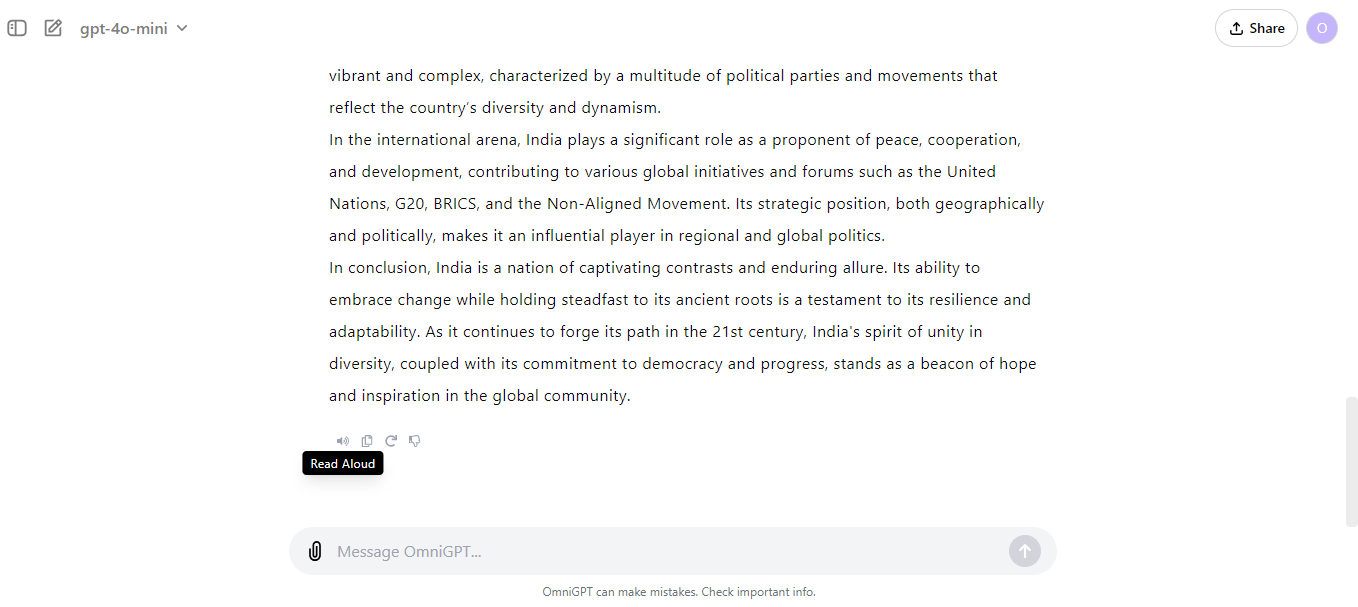 gpt-4o-mini
Share
O
vibrant and complex, characterized by a multitude of political parties and movements that
reflect the country's diversity and dynamism.
In the international arena, India plays a significant role as a proponent of peace, cooperation,
and development, contributing to various global initiatives and forums such as the United
Nations, G20, BRICS, and the Non-Aligned Movement. Its strategic position, both geographically
and politically, makes it an influential player in regional and global politics.
In conclusion, India is a nation of captivating contrasts and enduring allure. Its ability to
embrace change while holding steadfast to its ancient roots is a testament to its resilience and
adaptability. As it continues to forge its path in the 21st century, India's spirit of unity in
diversity, coupled with its commitment to democracy and progress, stands as a beacon of hope
and inspiration in the global community.
Read Aloud
Message OmniGPT...
OmniGPT can make mistakes. Check important info.